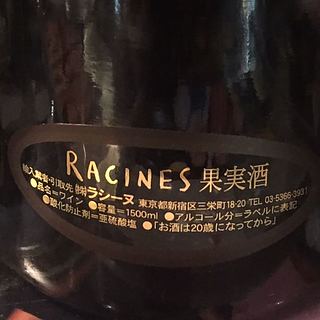 RACINES 果実酒
輸入業者・引取先 ㈱ラシーヌ 東京都新宿区三栄町18-20/TEL 03-5366-3931
●品名=ワイン ●容量=1500ml ●アルコール分=ラベルに表記
●酸化防止剤=亜硫酸塩 ●「お酒は20歳になってから」